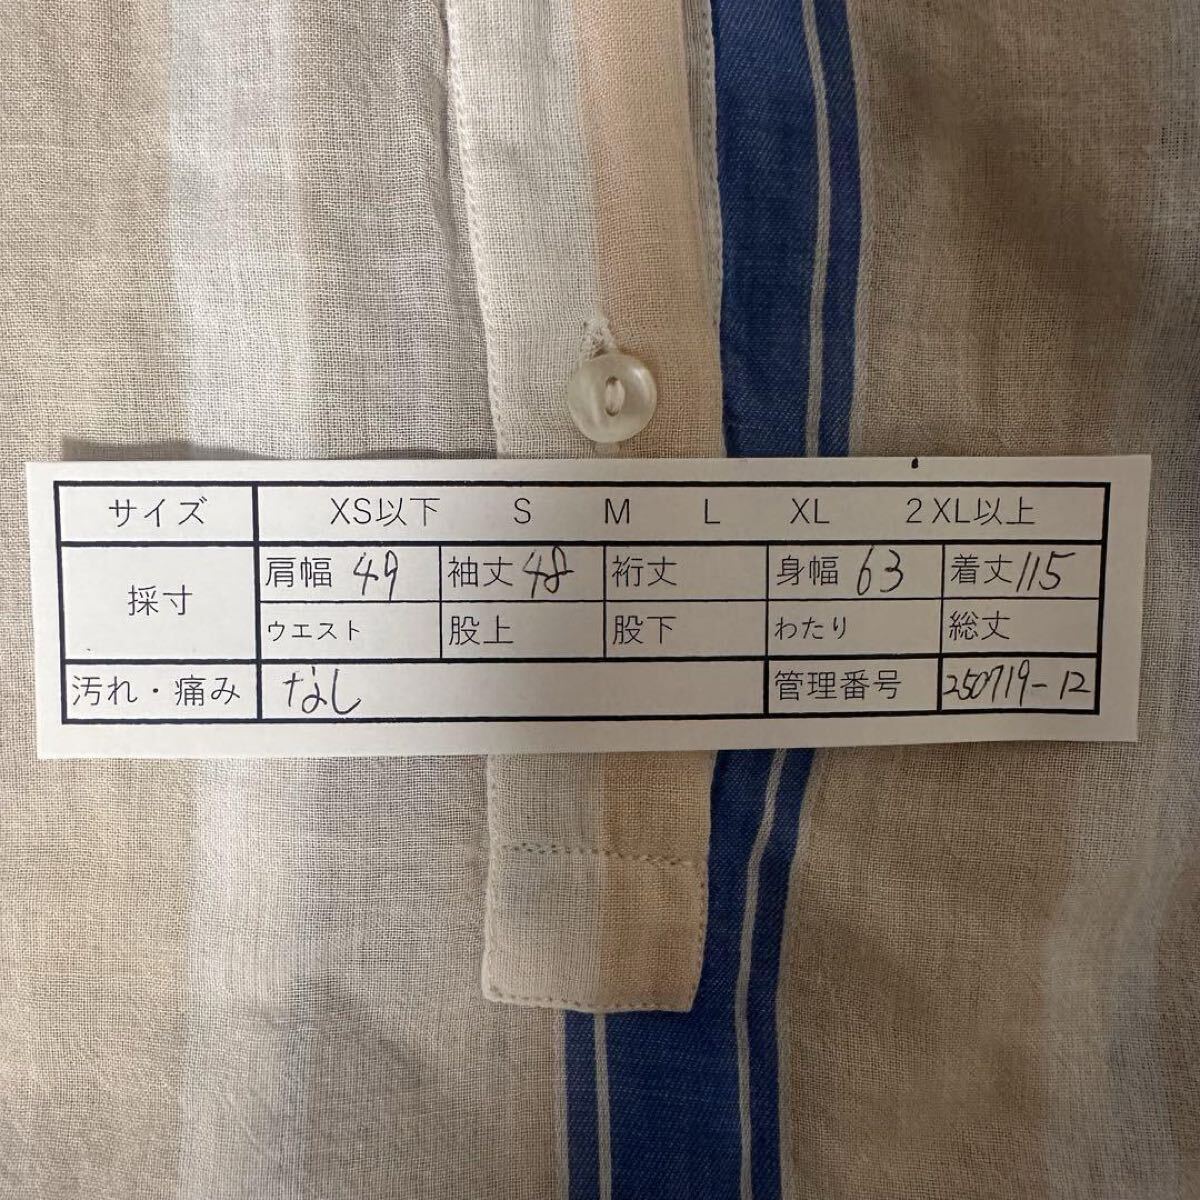 サイズ XS以下 S M L XL 2XL以上
採寸 肩幅 49 袖丈 48 裄丈 身幅 63 着丈 115
ウエスト 股上 股下 わたり 総丈
汚れ・痛み なし 管理番号 250719-12